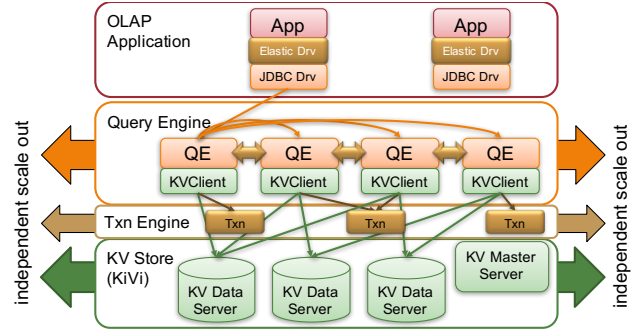 OLAP
Application
App
Elastic Drv
JDBC Drv
App
Elastic Drv
JDBC Drv
independent scale out
Query Engine
QE
KVClient
QE
KVClient
QE
KVClient
QE
KVClient
Txn Engine
Txn
Txn
Txn
KV Store
(KiVi)
KV Data
Server
KV Data
Server
KV Data
Server
KV Master
Server
independent scale out